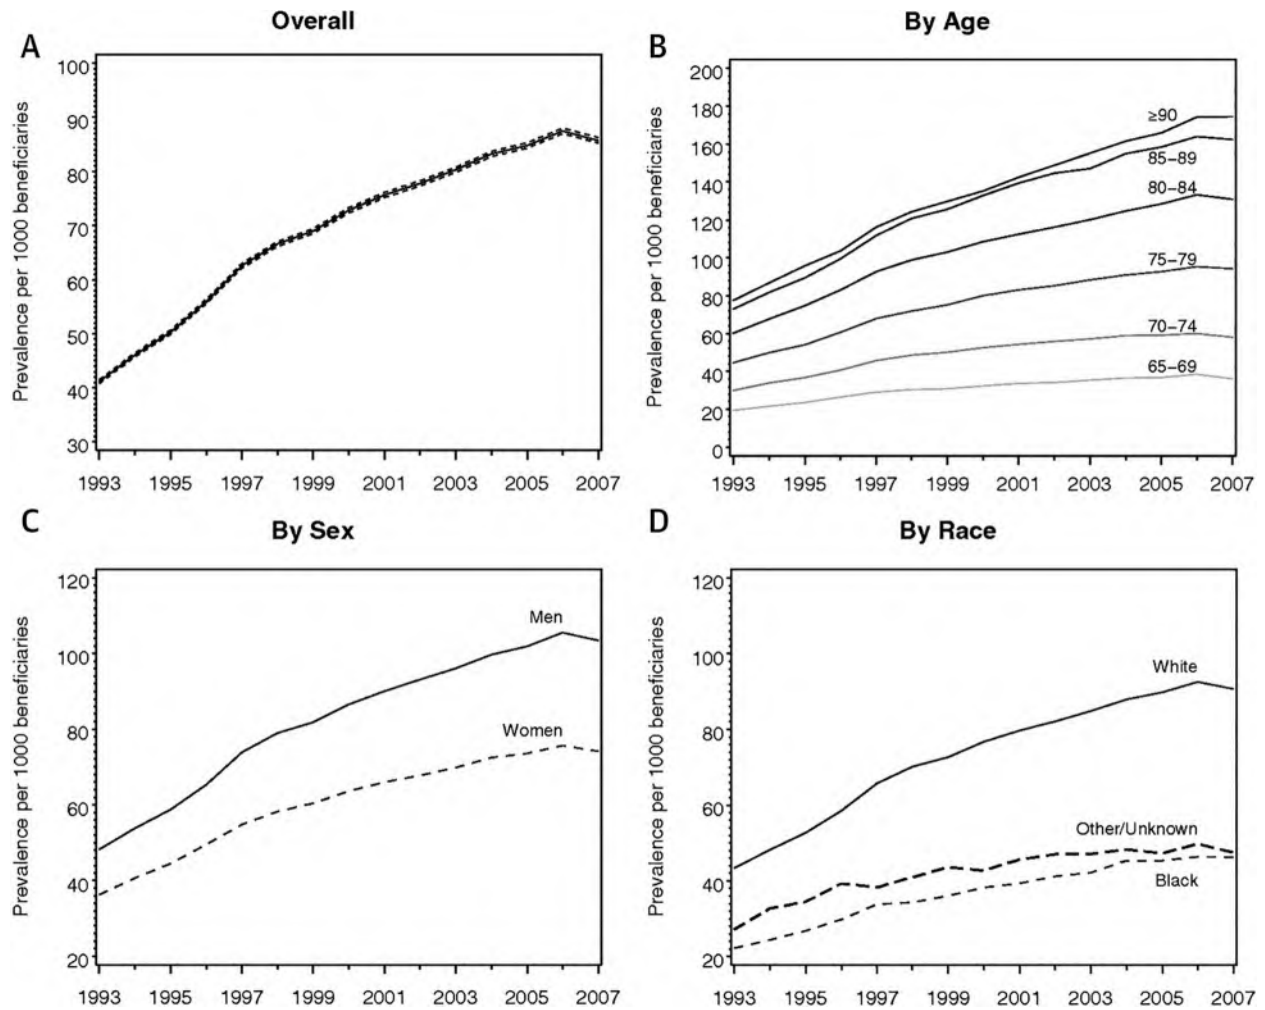 Overall
A
Prevalence per 1000 beneficiaries
100
90
80
70
60
50
40
30
1993 1995 1997 1999 2001 2003 2005 2007
By Age
B
Prevalence per 1000 beneficiaries
200
180
160
140
120
100
80
60
40
20
0
≥90
85–89
80–84
75–79
70–74
65–69
1993 1995 1997 1999 2001 2003 2005 2007
By Sex
C
Prevalence per 1000 beneficiaries
120
100
80
60
40
20
Men
Women
1993 1995 1997 1999 2001 2003 2005 2007
By Race
D
Prevalence per 1000 beneficiaries
120
100
80
60
40
20
White
Other/Unknown
Black
1993 1995 1997 1999 2001 2003 2005 2007